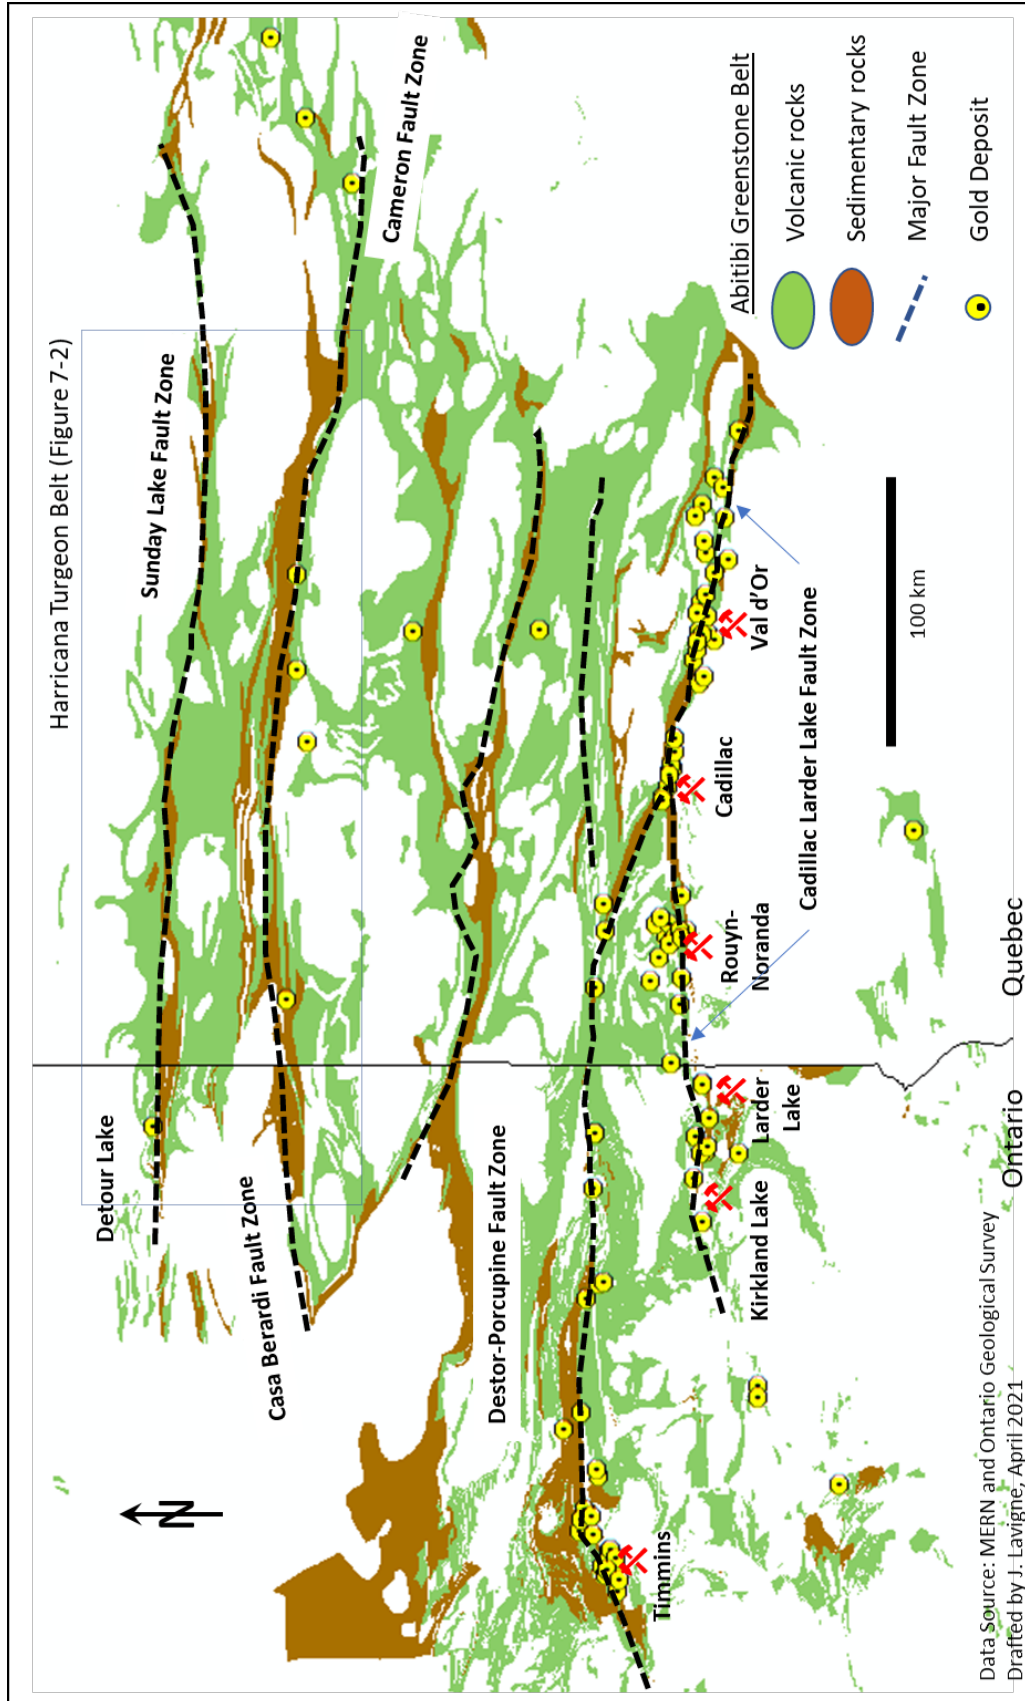 Harricana Turgeon Belt (Figure 7-2)
Detour Lake
Sunday Lake Fault Zone
Casa Berardi Fault Zone
Cameron Fault Zone
N
Destor-Porcupine Fault Zone
Timmins
Kirkland Lake
Larder
Lake
Rouyn-
Noranda
Cadillac
Val d'Or
Cadillac Larder Lake Fault Zone
100 km
Abitibi Greenstone Belt
Volcanic rocks
Sedimentary rocks
Major Fault Zone
Gold Deposit
Ontario
Quebec
Data Source: MERN and Ontario Geological Survey
Drafted by J. Lavigne, April 2021